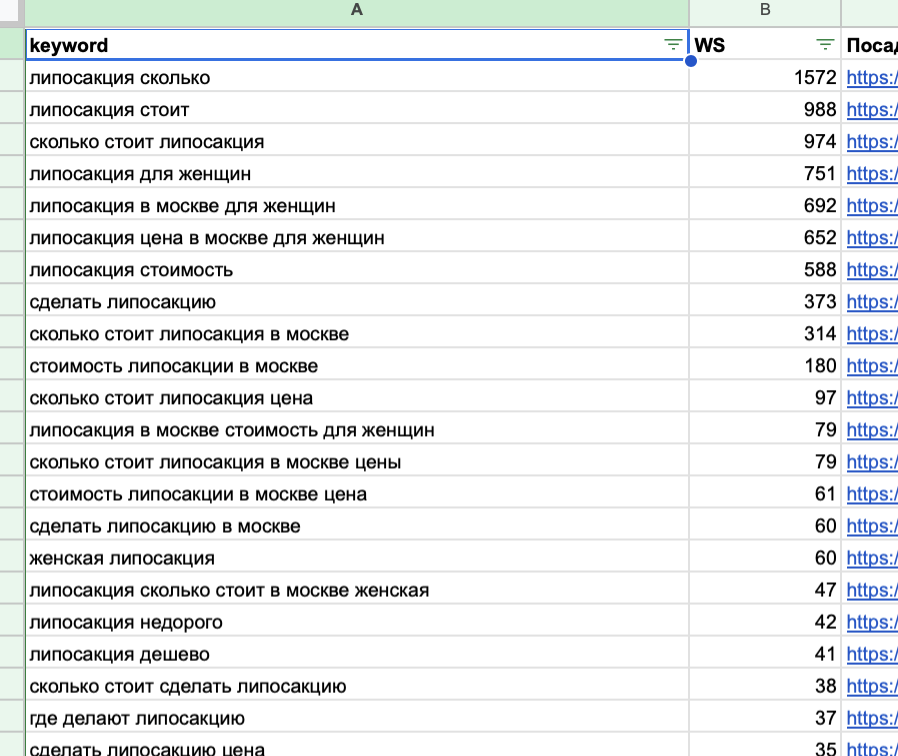 A B
keyword WS Поса
липосакция сколько 1572 https:/
липосакция стоит 988 https:/
сколько стоит липосакция 974 https:/
липосакция для женщин 751 https:/
липосакция в москве для женщин 692 https:/
липосакция цена в москве для женщин 652 https:/
липосакция стоимость 588 https:/
сделать липосакцию 373 https:/
сколько стоит липосакция в москве 314 https:/
стоимость липосакции в москве 180 https:/
сколько стоит липосакция цена 97 https:/
липосакция в москве стоимость для женщин 79 https:/
сколько стоит липосакция в москве цены 79 https:/
стоимость липосакции в москве цена 61 https:/
сделать липосакцию в москве 60 https:/
женская липосакция 60 https:/
липосакция сколько стоит в москве женская 47 https:/
липосакция недорого 42 https:/
липосакция дешево 41 https:/
сколько стоит сделать липосакцию 38 https:/
где делают липосакцию 37 https:/
сделать липосакцию цена 35 https:/